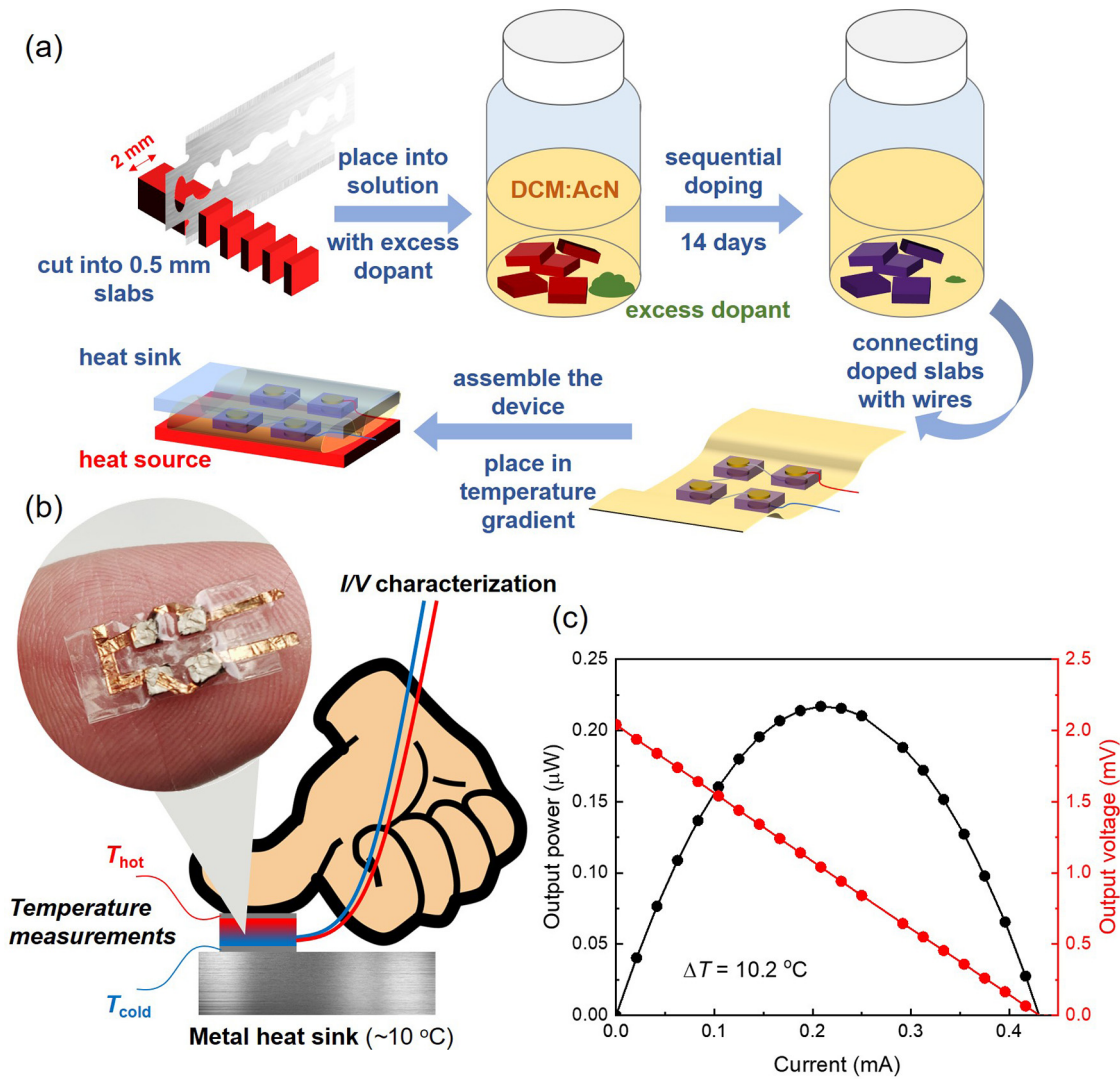 (a)
2 mm
cut into 0.5 mm
slabs
place into
solution
with excess
dopant
DCM:AcN
excess dopant
sequential
doping
14 days
connecting
doped slabs
with wires
assemble the
device
place in
temperature
gradient
heat sink
heat source
(b)
I/V characterization
T_hot
Temperature
measurements
T_cold
Metal heat sink (~10 °C)
(c)
Output power (μW)
0.25
0.20
0.15
0.10
0.05
0.00
0.0
0.1
0.2
0.3
0.4
Current (mA)
ΔT = 10.2 °C
2.5
2.0
1.5
1.0
0.5
0.0
Output voltage (mV)